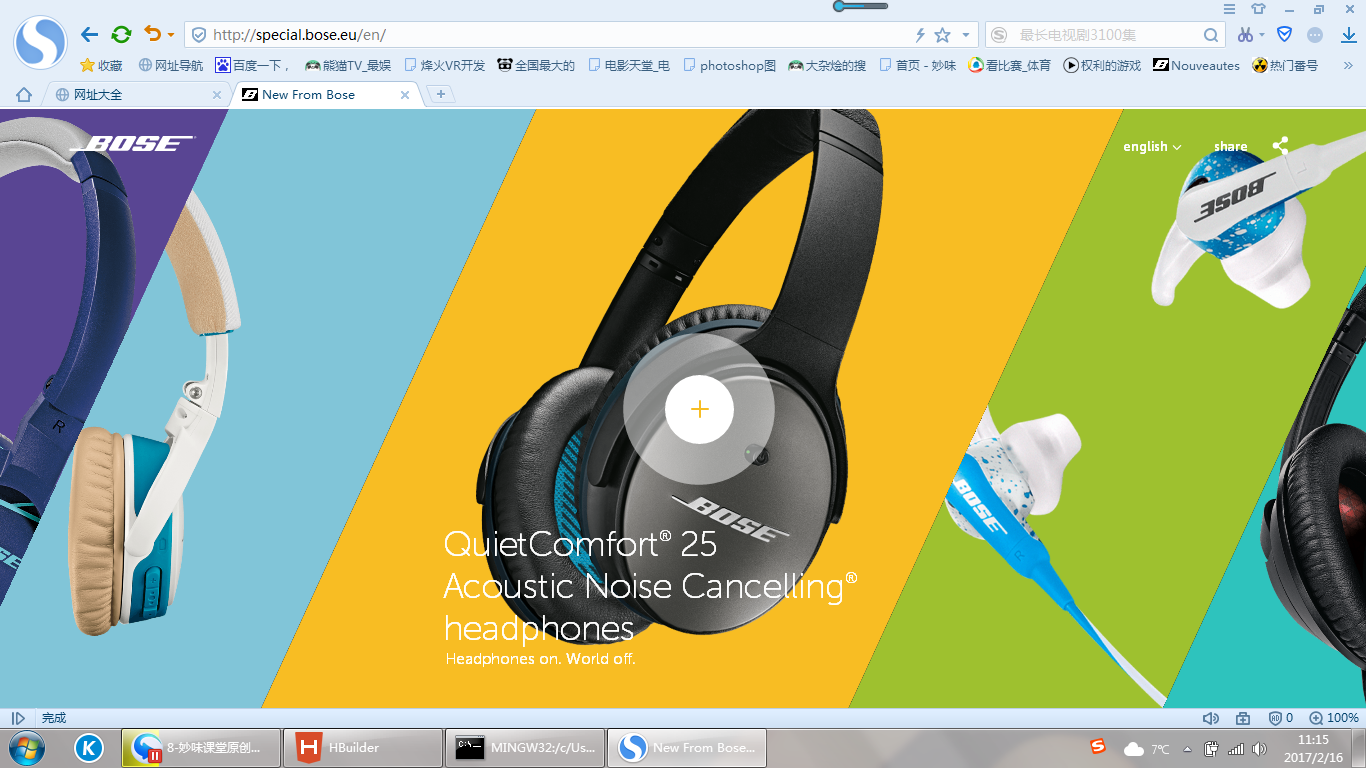 http://special.bose.eu/en/
最长电视剧3100集
收藏
网址导航
百度一下，
熊猫TV_最娱
烽火VR开发
全国最大的
电影天堂_电
photoshop图
大杂烩的搜
首页 - 妙味
看比赛_体育
权利的游戏
Nouveautes
热门番号
网址大全
New From Bose
BOSE
english
share
BOSE
R
BOSE
BOSE
R
QuietComfort® 25
Acoustic Noise Cancelling®
headphones
Headphones on. World off.
完成
0
100%
8-妙味课堂原创...
HBuilder
MINGW32:/c/Us...
New From Bose...
7℃
11:15
2017/2/16